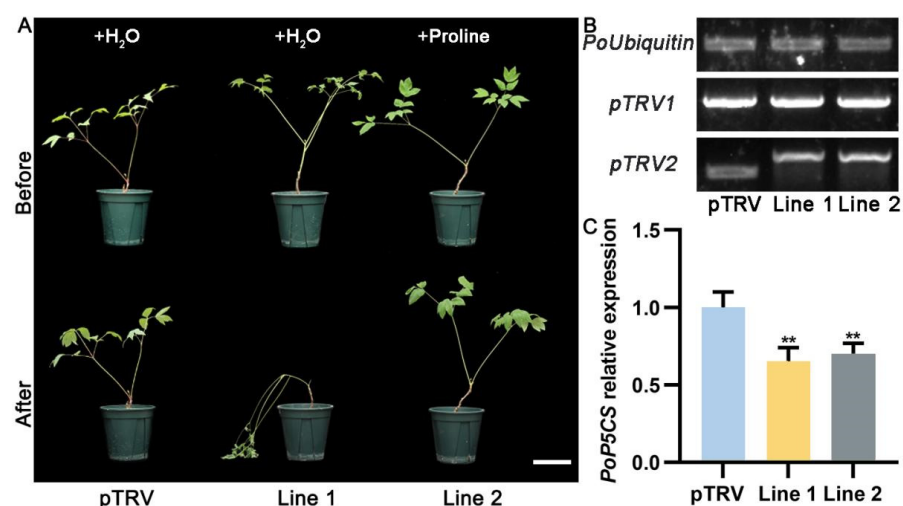 A
+H₂O +H₂O +Proline
Before
After
pTRV Line 1 Line 2
B
PoUbiquitin
pTRV1
pTRV2
pTRV Line 1 Line 2
C
PoP5CS relative expression
1.5
1.0
0.5
0.0
** **
pTRV Line 1 Line 2